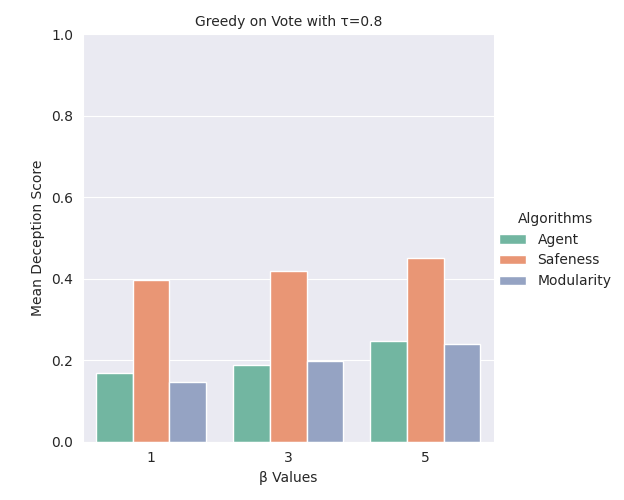 Greedy on Vote with τ=0.8
1.0
0.8
0.6
0.4
0.2
0.0
Mean Deception Score
1
3
5
β Values
Algorithms
Agent
Safeness
Modularity